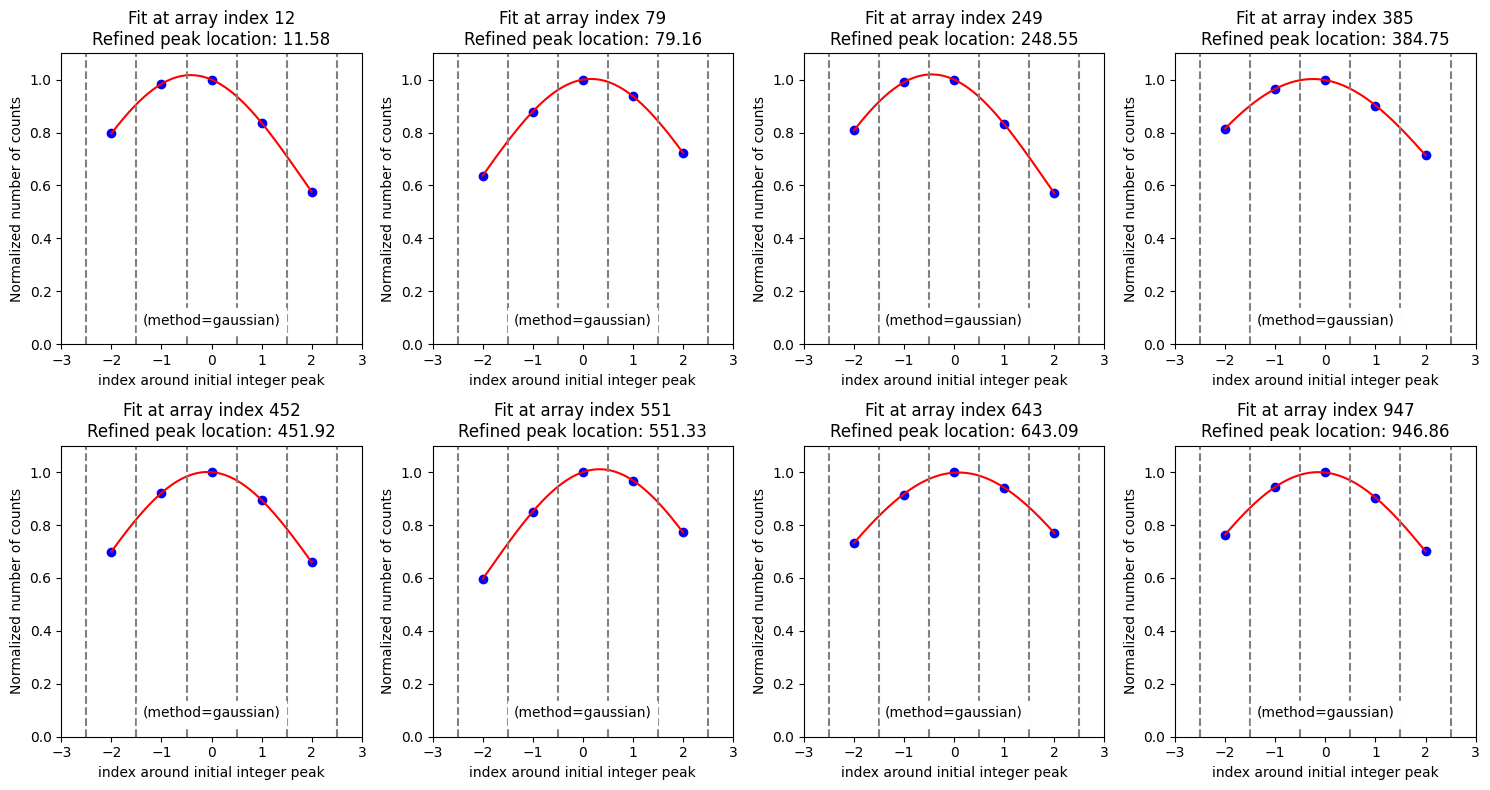 Fit at array index 12
Refined peak location: 11.58
Normalized number of counts
1.0
0.8
0.6
0.4
0.2
0.0
(method=gaussian)
−3 −2 −1 0 1 2 3
index around initial integer peak
Fit at array index 79
Refined peak location: 79.16
Normalized number of counts
1.0
0.8
0.6
0.4
0.2
0.0
(method=gaussian)
−3 −2 −1 0 1 2 3
index around initial integer peak
Fit at array index 249
Refined peak location: 248.55
Normalized number of counts
1.0
0.8
0.6
0.4
0.2
0.0
(method=gaussian)
−3 −2 −1 0 1 2 3
index around initial integer peak
Fit at array index 385
Refined peak location: 384.75
Normalized number of counts
1.0
0.8
0.6
0.4
0.2
0.0
(method=gaussian)
−3 −2 −1 0 1 2 3
index around initial integer peak
Fit at array index 452
Refined peak location: 451.92
Normalized number of counts
1.0
0.8
0.6
0.4
0.2
0.0
(method=gaussian)
−3 −2 −1 0 1 2 3
index around initial integer peak
Fit at array index 551
Refined peak location: 551.33
Normalized number of counts
1.0
0.8
0.6
0.4
0.2
0.0
(method=gaussian)
−3 −2 −1 0 1 2 3
index around initial integer peak
Fit at array index 643
Refined peak location: 643.09
Normalized number of counts
1.0
0.8
0.6
0.4
0.2
0.0
(method=gaussian)
−3 −2 −1 0 1 2 3
index around initial integer peak
Fit at array index 947
Refined peak location: 946.86
Normalized number of counts
1.0
0.8
0.6
0.4
0.2
0.0
(method=gaussian)
−3 −2 −1 0 1 2 3
index around initial integer peak